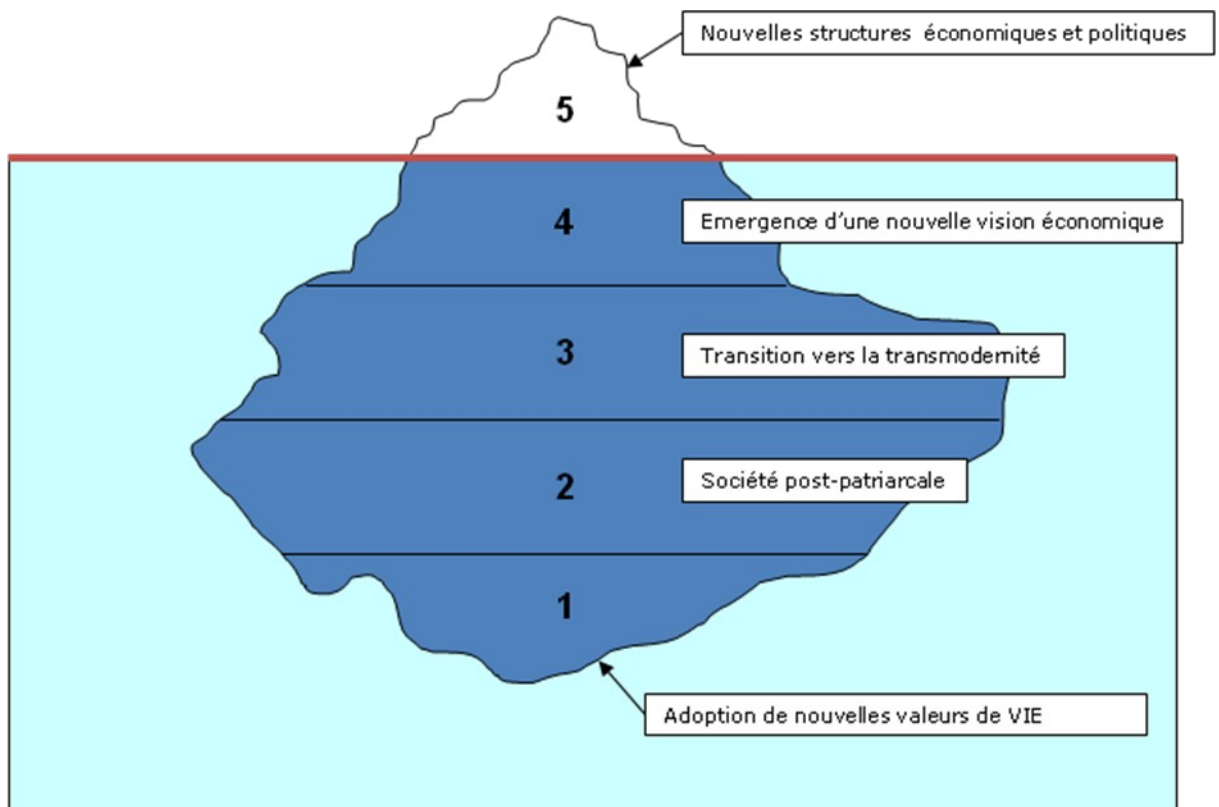 Nouvelles structures économiques et politiques
5
4
Emergence d'une nouvelle vision économique
3
Transition vers la transmodernité
2
Société post-patriarcale
1
Adoption de nouvelles valeurs de VIE